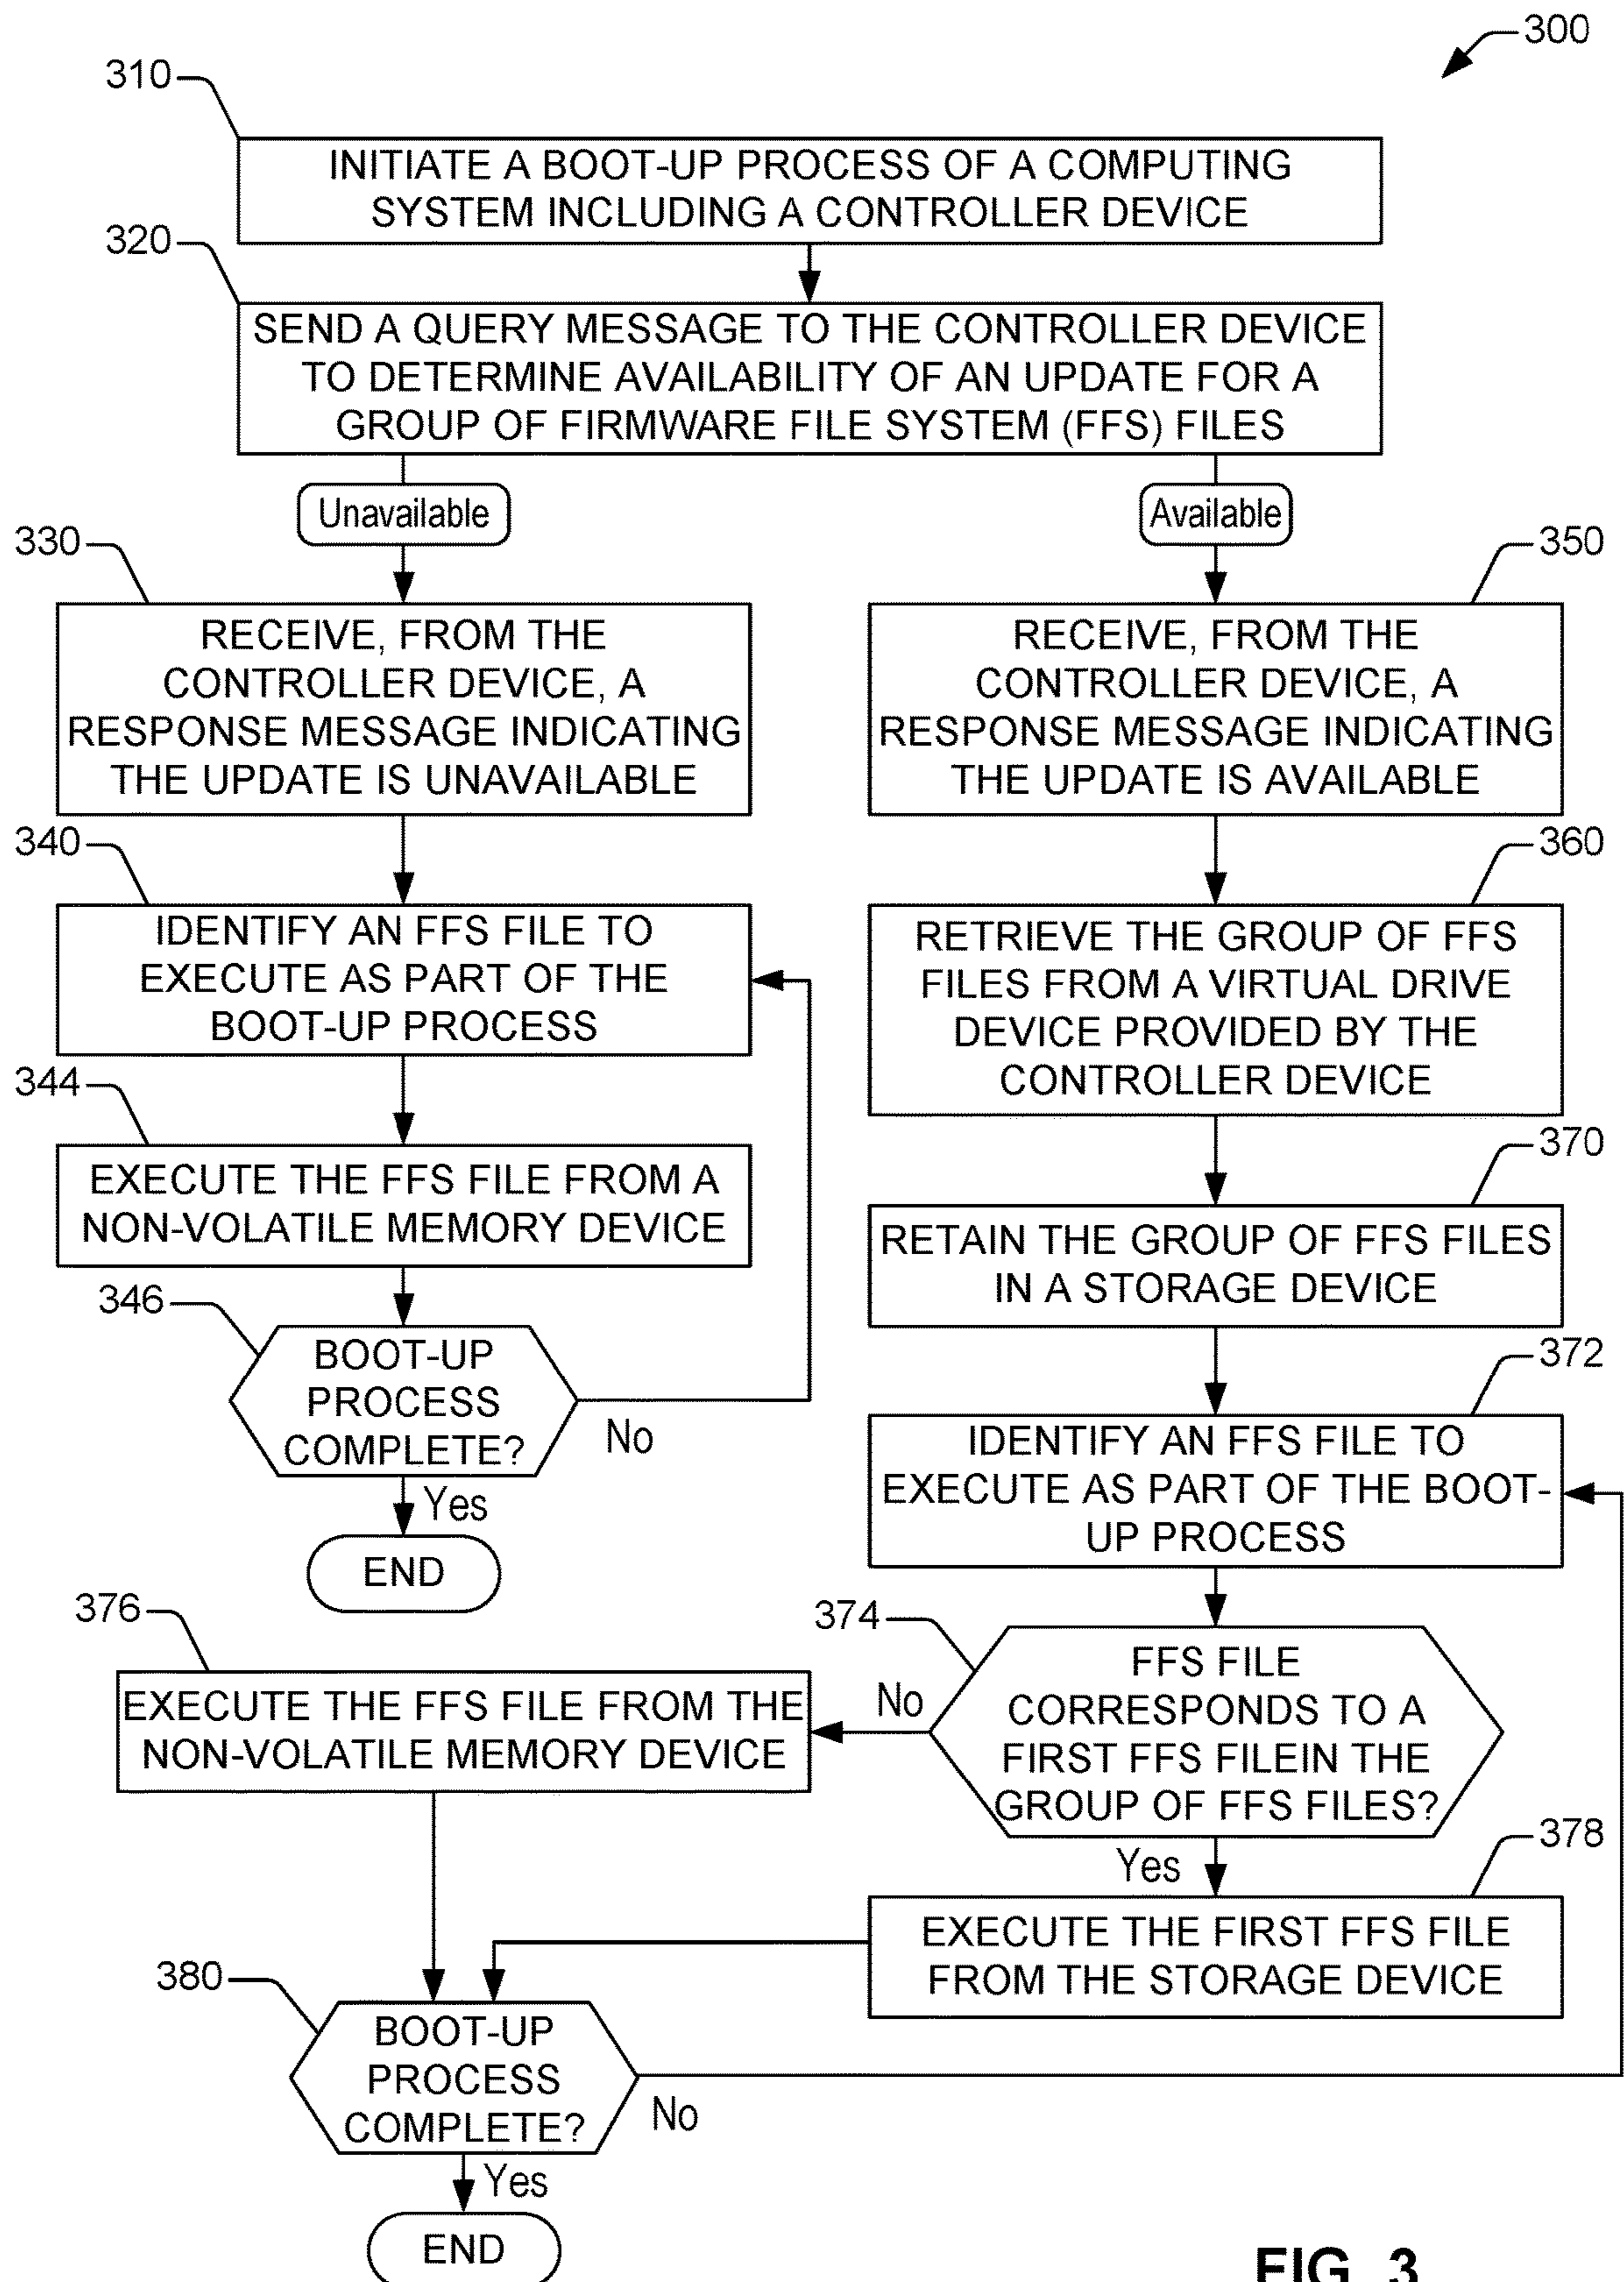 300
310
INITIATE A BOOT-UP PROCESS OF A COMPUTING
SYSTEM INCLUDING A CONTROLLER DEVICE
320
SEND A QUERY MESSAGE TO THE CONTROLLER DEVICE
TO DETERMINE AVAILABILITY OF AN UPDATE FOR A
GROUP OF FIRMWARE FILE SYSTEM (FFS) FILES
Unavailable
Available
330
RECEIVE, FROM THE
CONTROLLER DEVICE, A
RESPONSE MESSAGE INDICATING
THE UPDATE IS UNAVAILABLE
340
IDENTIFY AN FFS FILE TO
EXECUTE AS PART OF THE
BOOT-UP PROCESS
344
EXECUTE THE FFS FILE FROM A
NON-VOLATILE MEMORY DEVICE
346
BOOT-UP
PROCESS
COMPLETE?
No
Yes
END
350
RECEIVE, FROM THE
CONTROLLER DEVICE, A
RESPONSE MESSAGE INDICATING
THE UPDATE IS AVAILABLE
360
RETRIEVE THE GROUP OF FFS
FILES FROM A VIRTUAL DRIVE
DEVICE PROVIDED BY THE
CONTROLLER DEVICE
370
RETAIN THE GROUP OF FFS FILES
IN A STORAGE DEVICE
372
IDENTIFY AN FFS FILE TO
EXECUTE AS PART OF THE BOOT-
UP PROCESS
374
FFS FILE
CORRESPONDS TO A
FIRST FFS FILEIN THE
GROUP OF FFS FILES?
No
Yes
376
EXECUTE THE FFS FILE FROM THE
NON-VOLATILE MEMORY DEVICE
378
EXECUTE THE FIRST FFS FILE
FROM THE STORAGE DEVICE
380
BOOT-UP
PROCESS
COMPLETE?
No
Yes
END
FIG. 3